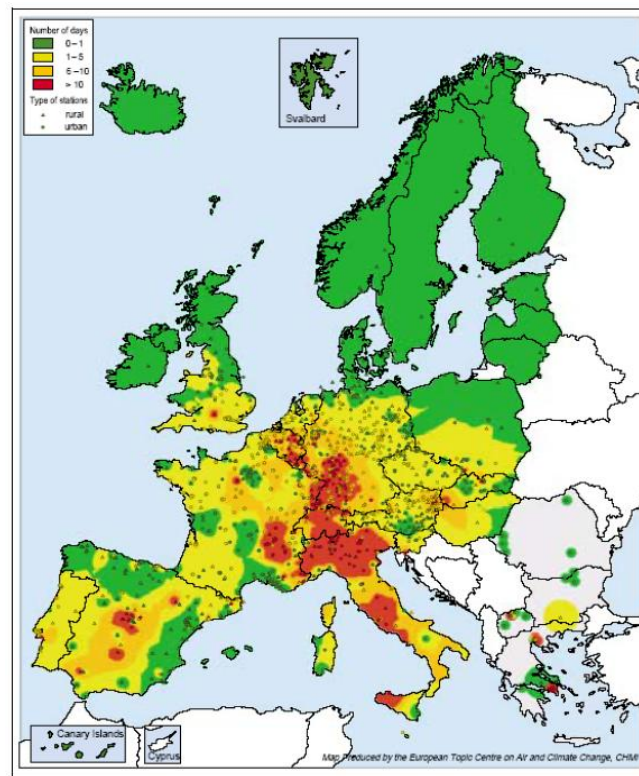 Number of days
0–1
1–5
6–10
> 10
Type of stations
rural
urban
Svalbard
Canary Islands
Cyprus
Map Produced by the European Topic Centre on Air and Climate Change, CHMI